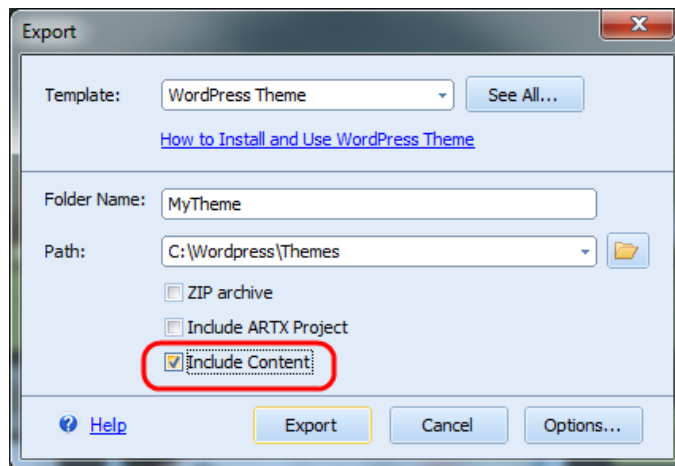 Export
Template:
WordPress Theme
See All...
How to Install and Use WordPress Theme
Folder Name:
MyTheme
Path:
C:\Wordpress\Themes
ZIP archive
Include ARTX Project
Include Content
Help
Export
Cancel
Options...